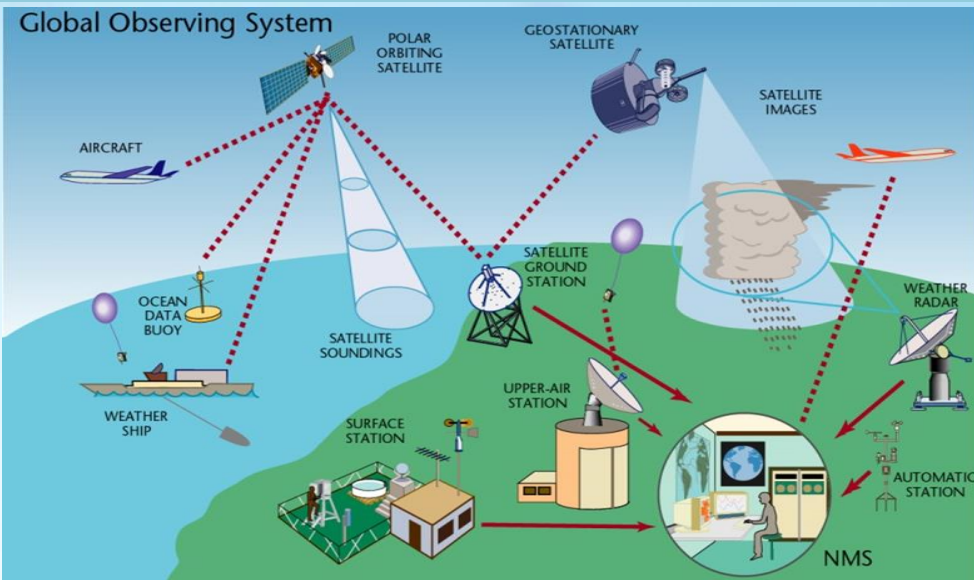 Global Observing System
POLAR
ORBITING
SATELLITE
GEOSTATIONARY
SATELLITE
SATELLITE
IMAGES
AIRCRAFT
OCEAN
DATA
BUOY
SATELLITE
GROUND
STATION
WEATHER
RADAR
SATELLITE
SOUNDINGS
WEATHER
SHIP
UPPER-AIR
STATION
SURFACE
STATION
AUTOMATIC
STATION
NMS